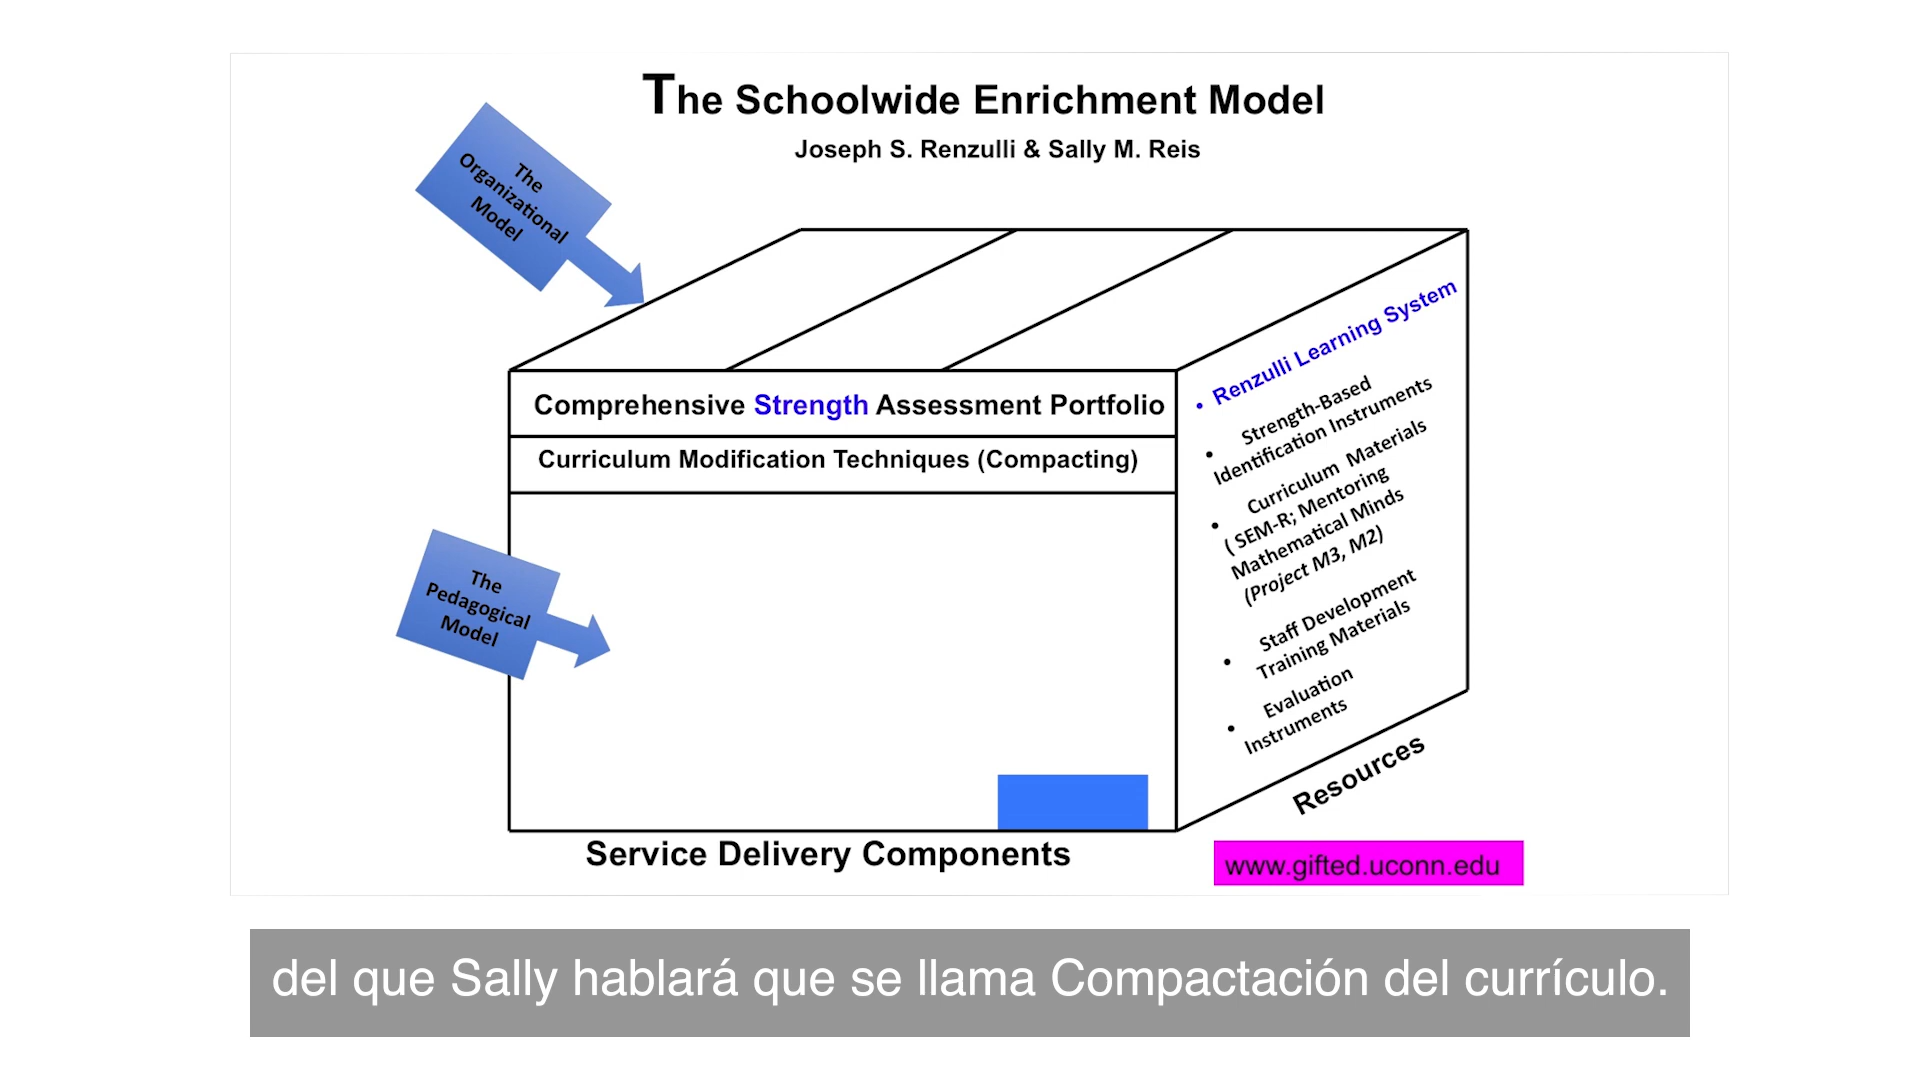 The Schoolwide Enrichment Model
Joseph S. Renzulli & Sally M. Reis
The
Organizational
Model
Comprehensive Strength Assessment Portfolio
Curriculum Modification Techniques (Compacting)
The
Pedagogical
Model
• Renzulli Learning System
Strength-Based
• Identification Instruments
Curriculum Materials
• ( SEM-R; Mentoring
Mathematical Minds
(Project M3, M2)
Staff Development
• Training Materials
Evaluation
• Instruments
Resources
Service Delivery Components
www.gifted.uconn.edu
del que Sally hablará que se llama Compactación del currículo.